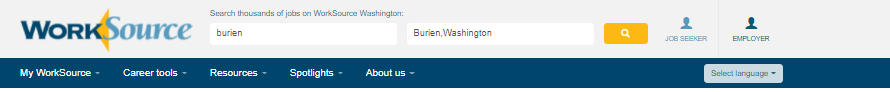 WorkSource
Search thousands of jobs on WorkSource Washington:
burien
Burien,Washington
JOB SEEKER
EMPLOYER
My WorkSource
Career tools
Resources
Spotlights
About us
Select language